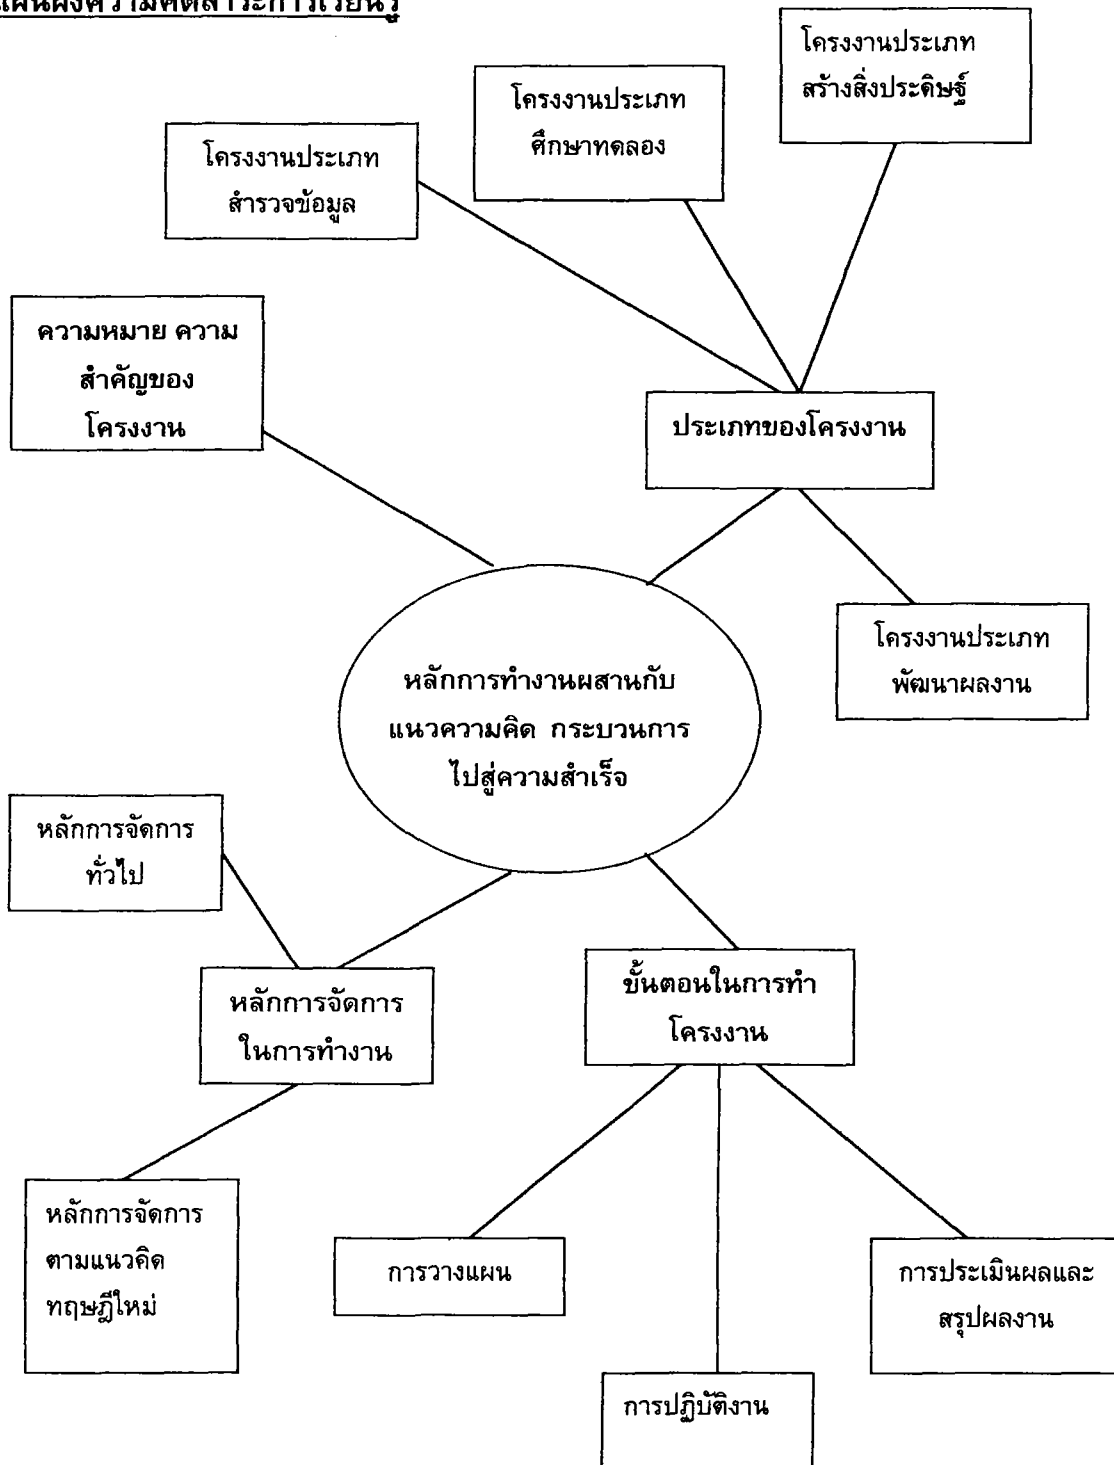 แผนผังความคิดสาระการเรียนรู้
โครงงานประเภท
สร้างสิ่งประดิษฐ์
โครงงานประเภท
ศึกษาทดลอง
โครงงานประเภท
สำรวจข้อมูล
ความหมาย ความ
สำคัญของ
โครงงาน
ประเภทของโครงงาน
โครงงานประเภท
พัฒนาผลงาน
หลักการทำงานผสานกับ
แนวความคิด กระบวนการ
ไปสู่ความสำเร็จ
หลักการจัดการ
ทั่วไป
หลักการจัดการ
ในการทำงาน
ขั้นตอนในการทำ
โครงงาน
หลักการจัดการ
ตามแนวคิด
ทฤษฎีใหม่
การวางแผน
การประเมินผลและ
สรุปผลงาน
การปฏิบัติงาน